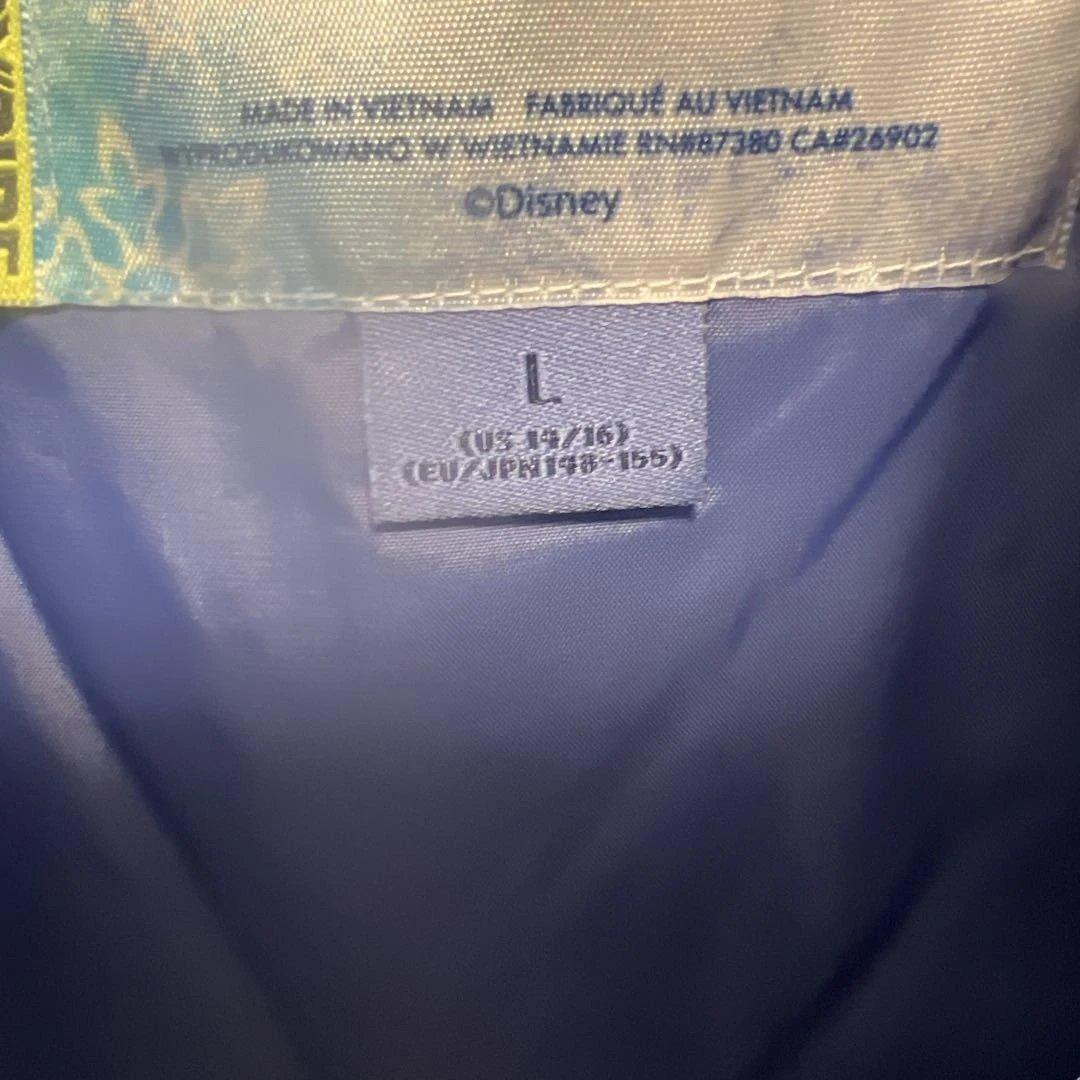 MADE IN VIETNAM FABRIQUÉ AU VIETNAM
WYPRODUKOWANO W WIETNAMIE RN#87380 CA#26902
©Disney
L
(US 14/16)
(EU/JPN148-155)